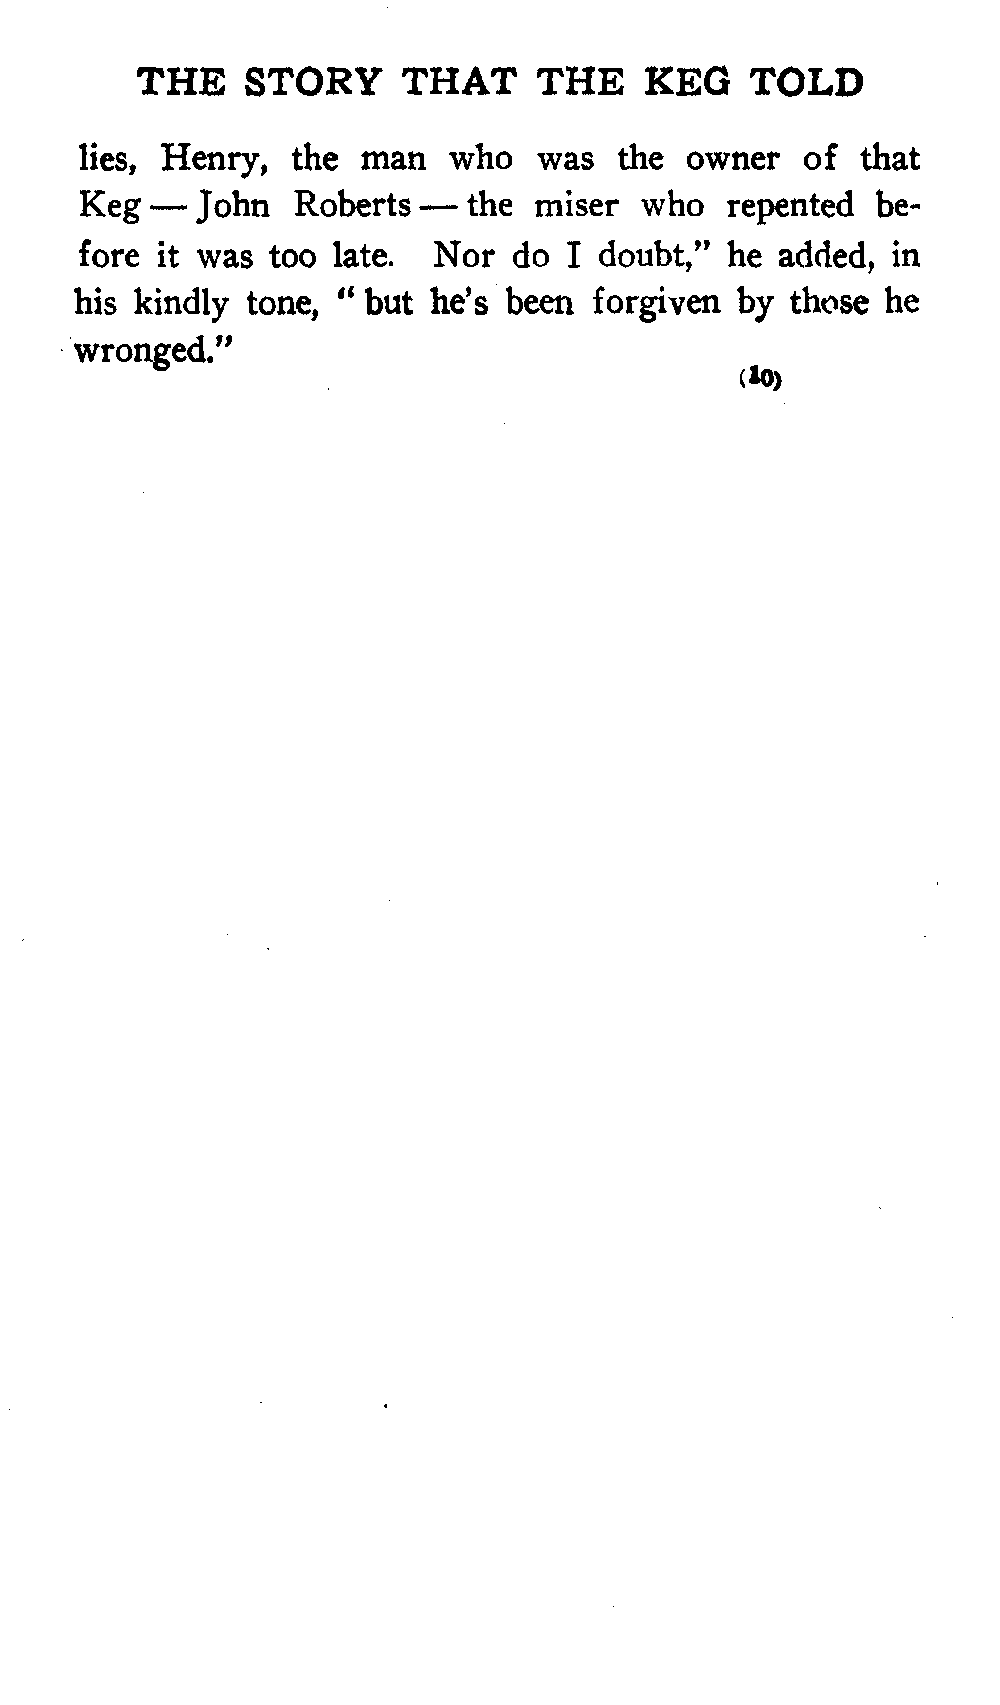 THE STORY THAT THE KEG TOLD
lies, Henry, the man who was the owner of that
Keg — John Roberts — the miser who repented be-
fore it was too late. Nor do I doubt,” he added, in
his kindly tone, “ but he’s been forgiven by those he
wronged.”
(10)